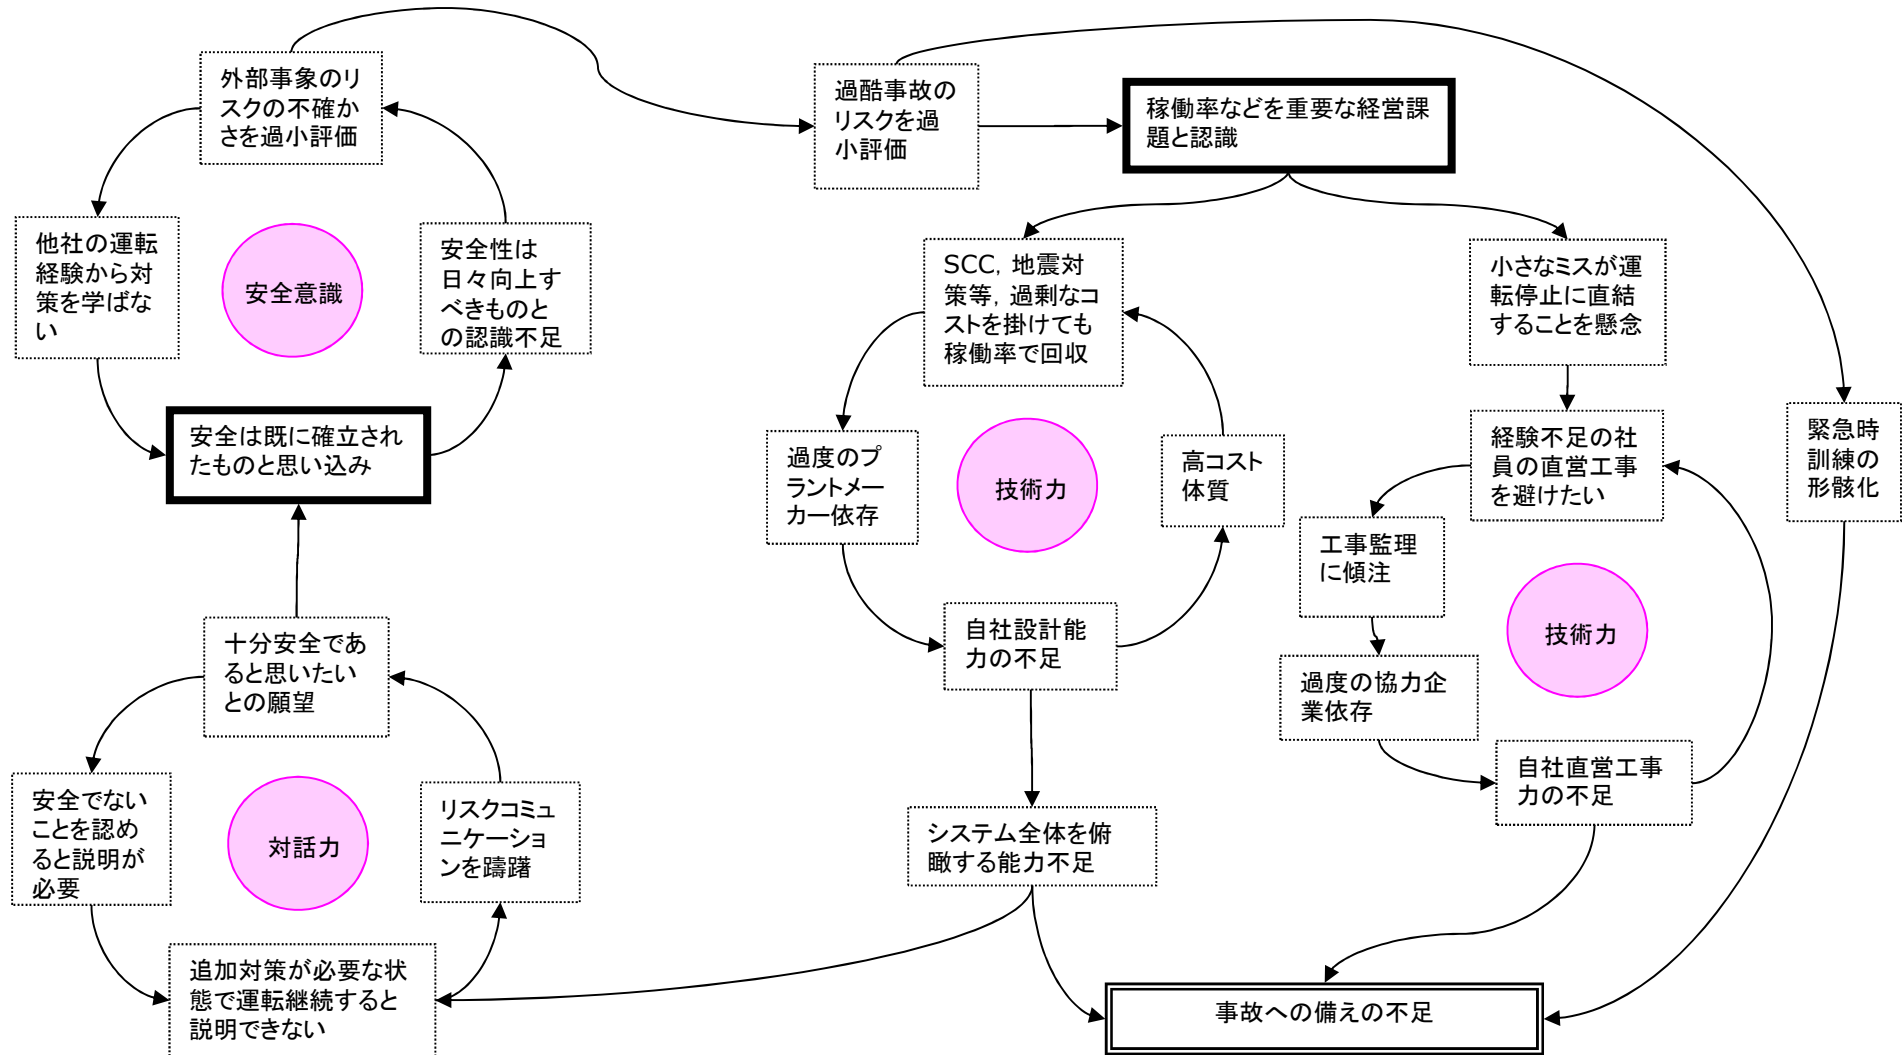 外部事象のリ
スクの不確か
さを過小評価
過酷事故の
リスクを過
小評価
稼働率などを重要な経営課
題と認識
他社の運転
経験から対
策を学ばな
い
安全意識
安全性は
日々向上す
べきものと
の認識不足
安全は既に確立され
たものと思い込み
SCC, 地震対
策等, 過剰なコ
ストを掛けても
稼働率で回収
小さなミスが運
転停止に直結
することを懸念
過度のプ
ラントメー
カー依存
技術力
高コスト
体質
経験不足の社
員の直営工事
を避けたい
緊急時
訓練の
形骸化
工事監理
に傾注
技術力
自社設計能
力の不足
過度の協力企
業依存
自社直営工事
力の不足
十分安全であ
ると思いたい
との願望
安全でない
ことを認め
ると説明が
必要
対話力
リスクコミュ
ニケーショ
ンを躊躇
システム全体を俯
瞰する能力不足
追加対策が必要な状
態で運転継続すると
説明できない
事故への備えの不足